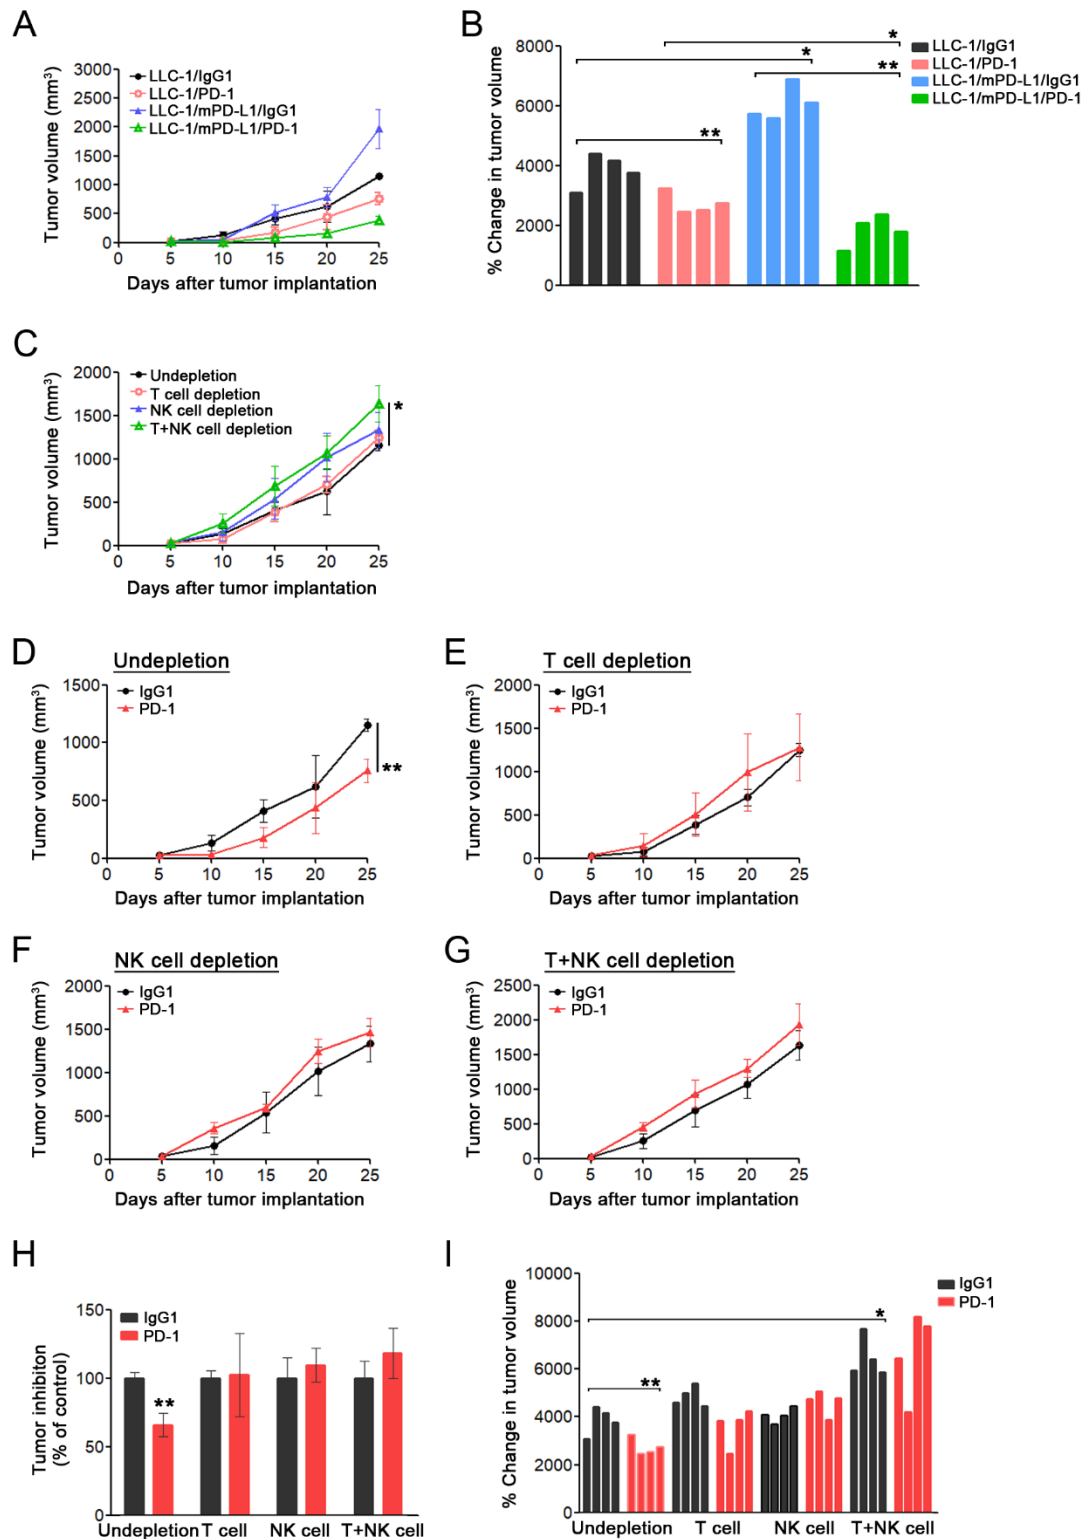 A
Tumor volume (mm³)
3000
2500
2000
1500
1000
500
0
LLC-1/IgG1
LLC-1/PD-1
LLC-1/mPD-L1/IgG1
LLC-1/mPD-L1/PD-1
0 5 10 15 20 25
Days after tumor implantation
B
% Change in tumor volume
8000
6000
4000
2000
0
*
*
**
**
LLC-1/IgG1
LLC-1/PD-1
LLC-1/mPD-L1/IgG1
LLC-1/mPD-L1/PD-1
C
Tumor volume (mm³)
2000
1500
1000
500
0
Undepletion
T cell depletion
NK cell depletion
T+NK cell depletion
*
0 5 10 15 20 25
Days after tumor implantation
D
Undepletion
Tumor volume (mm³)
1500
1000
500
0
IgG1
PD-1
**
0 5 10 15 20 25
Days after tumor implantation
E
T cell depletion
Tumor volume (mm³)
2000
1500
1000
500
0
IgG1
PD-1
0 5 10 15 20 25
Days after tumor implantation
F
NK cell depletion
Tumor volume (mm³)
2000
1500
1000
500
0
IgG1
PD-1
0 5 10 15 20 25
Days after tumor implantation
G
T+NK cell depletion
Tumor volume (mm³)
2500
2000
1500
1000
500
0
IgG1
PD-1
0 5 10 15 20 25
Days after tumor implantation
H
Tumor inhibiton
(% of control)
150
100
50
0
IgG1
PD-1
**
Undepletion T cell NK cell T+NK cell
I
% Change in tumor volume
10000
8000
6000
4000
2000
0
IgG1
PD-1
*
**
Undepletion T cell NK cell T+NK cell